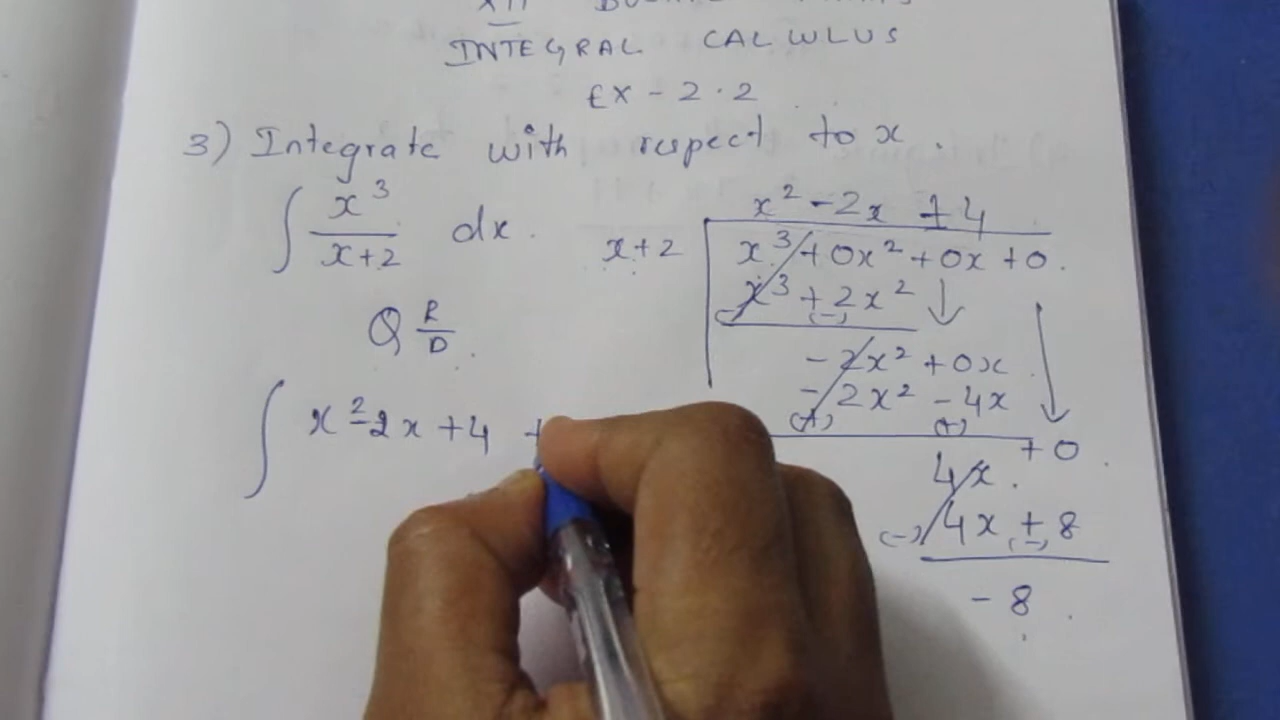 INTEGRAL CALCULUS
EX - 2.2
3) Integrate with respect to x.
∫ x³/(x+2) dx.
x² - 2x + 4
x+2 | x³ + 0x² + 0x + 0.
x³ + 2x²
(-) (-)
Q R/D.
- 2x² + 0x
- 2x² - 4x
(+) (+)
4x + 0.
4x + 8
(-) (-)
- 8.
∫ x² - 2x + 4 +